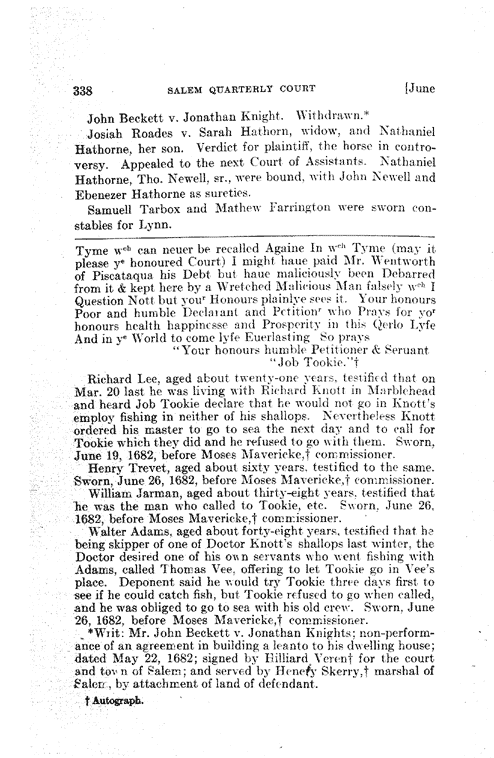 338 SALEM QUARTERLY COURT [June
John Beckett v. Jonathan Knight. Withdrawn.*
Josiah Roades v. Sarah Hathorn, widow, and Nathaniel
Hathorne, her son. Verdict for plaintiff, the horse in contro-
versy. Appealed to the next Court of Assistants. Nathaniel
Hathorne, Tho. Newell, sr., were bound, with John Newell and
Ebenezer Hathorne as sureties.
Samuell Tarbox and Mathew Farrington were sworn con-
stables for Lynn.
Tyme wᶜʰ can neuer be recalled Againe In wᶜʰ Tyme (may it
please yᵉ honoured Court) I might haue paid Mr. Wentworth
of Piscataqua his Debt but haue maliciously been Debarred
from it & kept here by a Wretched Malicious Man falsely wᶜʰ I
Question Nott but youʳ Honours plainlye sees it. Your honours
Poor and humble Declarant and Petitionʳ who Prays for yoʳ
honours health happinesse and Prosperity in this Qerlo Lyfe
And in yᵉ World to come lyfe Euerlasting So prays
"Your honours humble Petitioner & Seruant
"Job Tookie."†
Richard Lee, aged about twenty-one years, testified that on
Mar. 20 last he was living with Richard Knott in Marblehead
and heard Job Tookie declare that he would not go in Knott's
employ fishing in neither of his shallops. Nevertheless Knott
ordered his master to go to sea the next day and to call for
Tookie which they did and he refused to go with them. Sworn,
June 19, 1682, before Moses Mavericke,† commissioner.
Henry Trevet, aged about sixty years, testified to the same.
Sworn, June 26, 1682, before Moses Mavericke,† commissioner.
William Jarman, aged about thirty-eight years, testified that
he was the man who called to Tookie, etc. Sworn, June 26,
1682, before Moses Mavericke,† commissioner.
Walter Adams, aged about forty-eight years, testified that he
being skipper of one of Doctor Knott's shallops last winter, the
Doctor desired one of his own servants who went fishing with
Adams, called Thomas Vee, offering to let Tookie go in Vee's
place. Deponent said he would try Tookie three days first to
see if he could catch fish, but Tookie refused to go when called,
and he was obliged to go to sea with his old crew. Sworn, June
26, 1682, before Moses Mavericke,† commissioner.
*Writ: Mr. John Beckett v. Jonathan Knights; non-perform-
ance of an agreement in building a leanto to his dwelling house;
dated May 22, 1682; signed by Hilliard Veren† for the court
and town of Salem; and served by Henery Skerry,† marshal of
Salem, by attachment of land of defendant.
† Autograph.